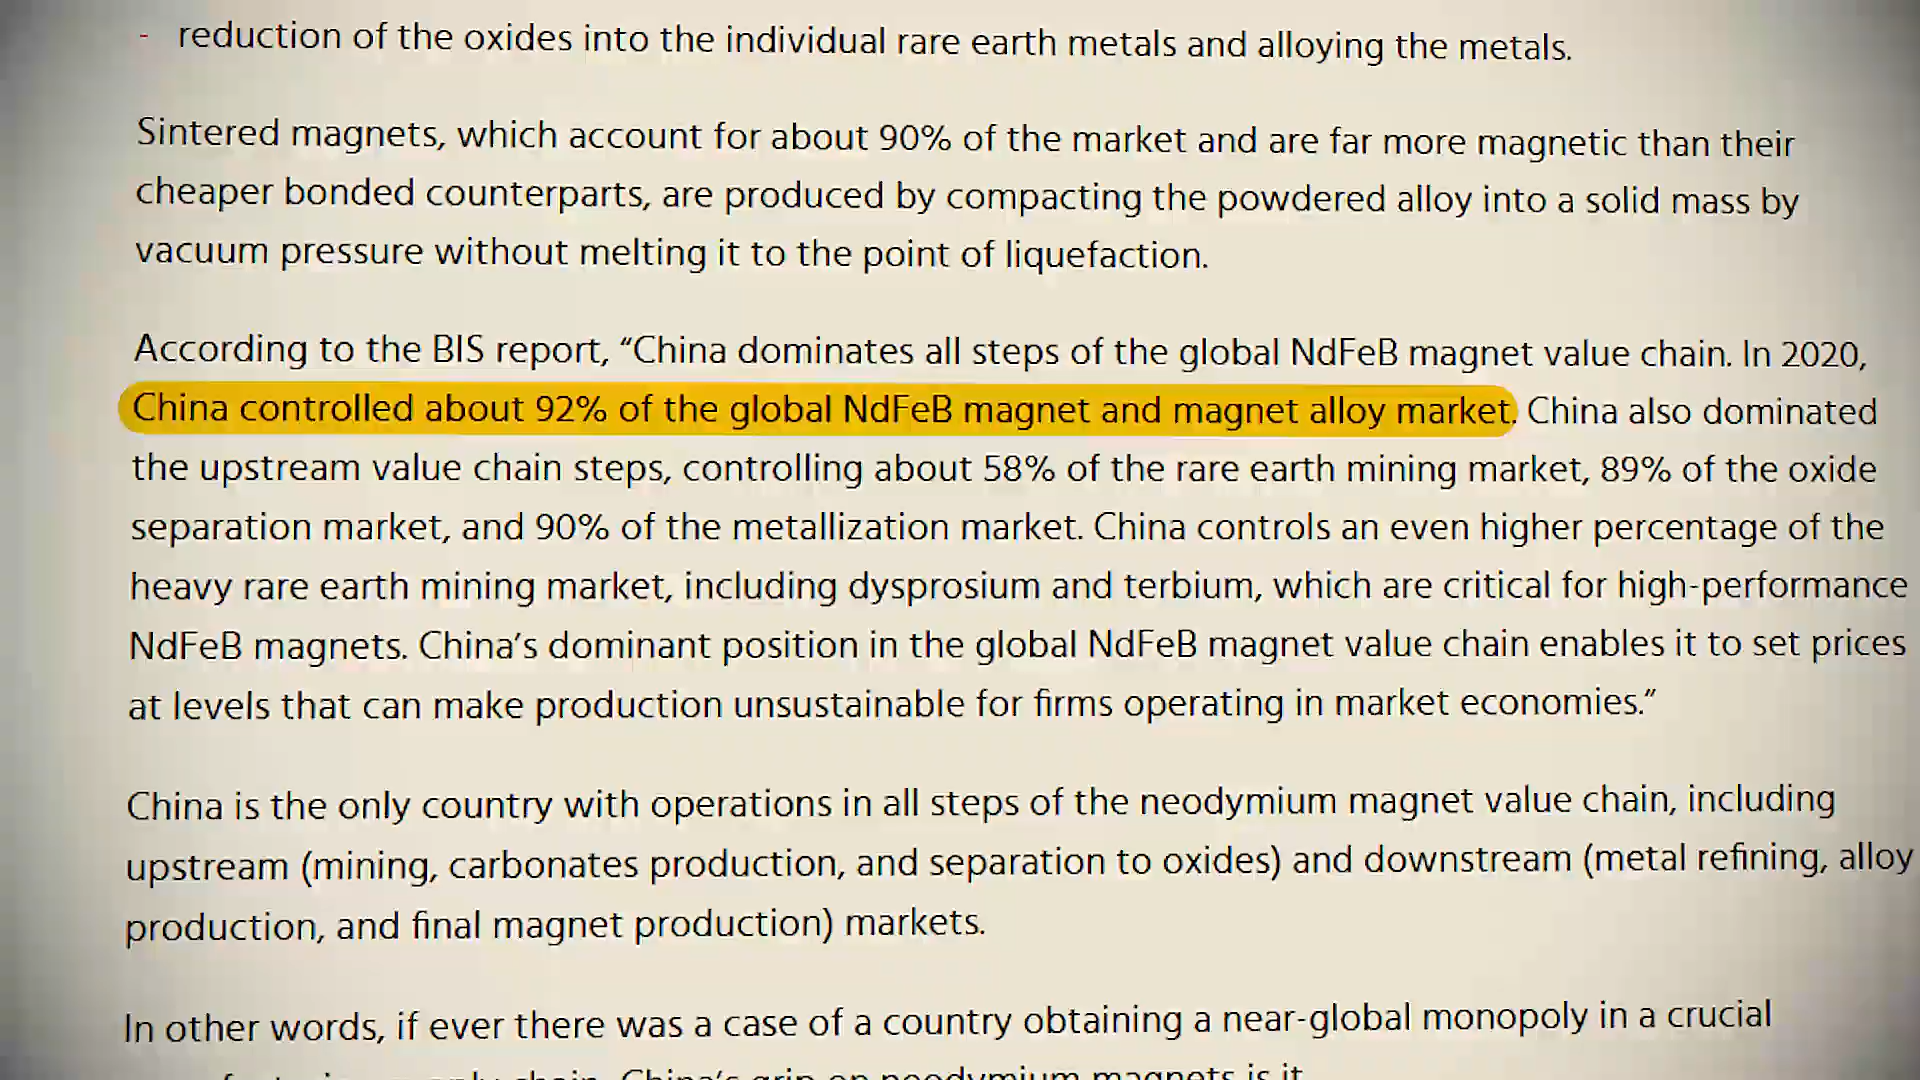 - reduction of the oxides into the individual rare earth metals and alloying the metals.
Sintered magnets, which account for about 90% of the market and are far more magnetic than their
cheaper bonded counterparts, are produced by compacting the powdered alloy into a solid mass by
vacuum pressure without melting it to the point of liquefaction.
According to the BIS report, “China dominates all steps of the global NdFeB magnet value chain. In 2020,
China controlled about 92% of the global NdFeB magnet and magnet alloy market. China also dominated
the upstream value chain steps, controlling about 58% of the rare earth mining market, 89% of the oxide
separation market, and 90% of the metallization market. China controls an even higher percentage of the
heavy rare earth mining market, including dysprosium and terbium, which are critical for high-performance
NdFeB magnets. China’s dominant position in the global NdFeB magnet value chain enables it to set prices
at levels that can make production unsustainable for firms operating in market economies.”
China is the only country with operations in all steps of the neodymium magnet value chain, including
upstream (mining, carbonates production, and separation to oxides) and downstream (metal refining, alloy
production, and final magnet production) markets.
In other words, if ever there was a case of a country obtaining a near-global monopoly in a crucial
chain, China’s grip on neodymium magnets is it